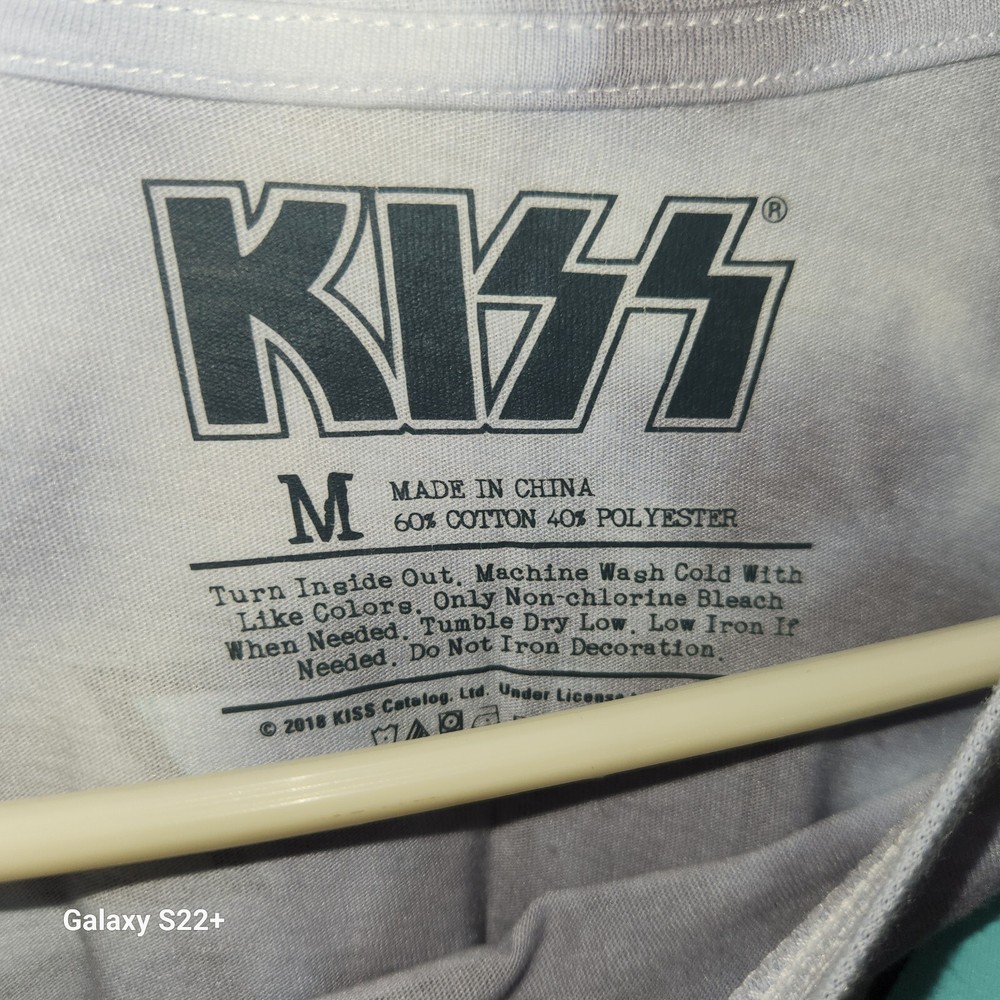 KISS®
M
MADE IN CHINA
60% COTTON 40% POLYESTER
Turn Inside Out. Machine Wash Cold With
Like Colors. Only Non-chlorine Bleach
When Needed. Tumble Dry Low. Low Iron If
Needed. Do Not Iron Decoration.
© 2018 KISS Catalog, Ltd. Under License
Galaxy S22+